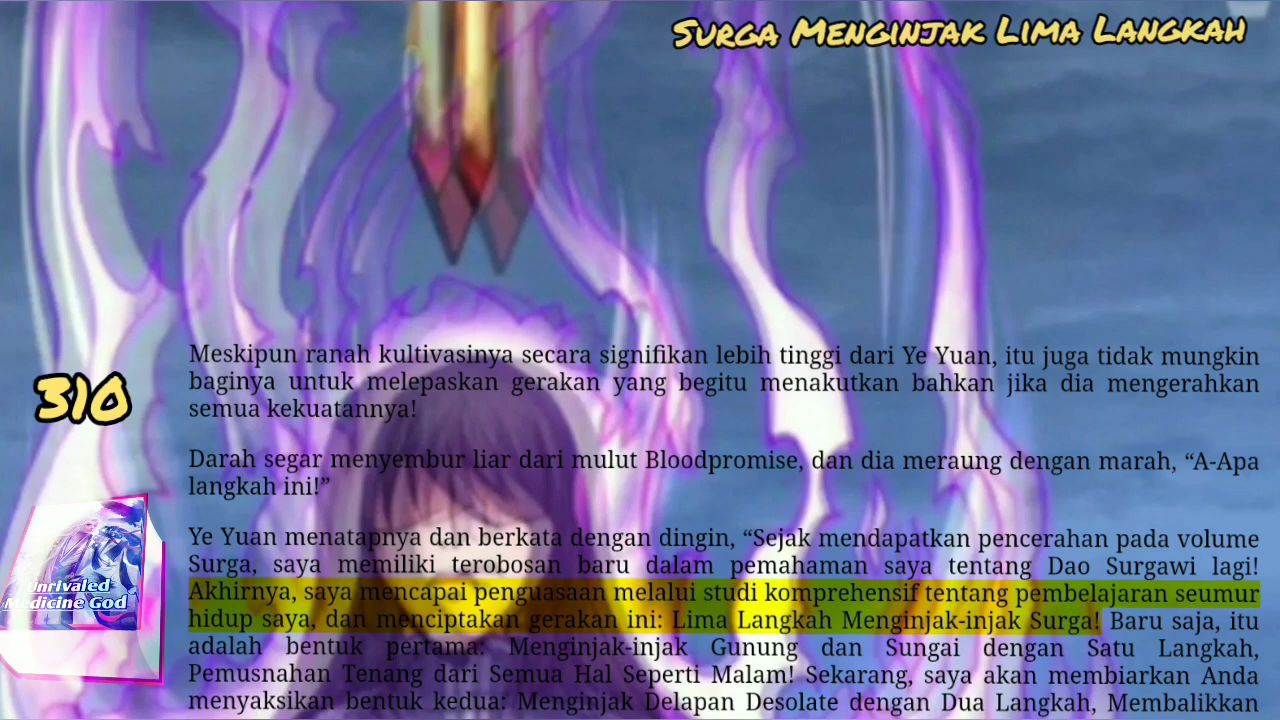 Surga Menginjak Lima Langkah
Meskipun ranah kultivasinya secara signifikan lebih tinggi dari Ye Yuan, itu juga tidak mungkin
baginya untuk melepaskan gerakan yang begitu menakutkan bahkan jika dia mengerahkan
semua kekuatannya!
310
Darah segar menyembur liar dari mulut Bloodpromise, dan dia meraung dengan marah, “A-Apa
langkah ini!”
Ye Yuan menatapnya dan berkata dengan dingin, “Sejak mendapatkan pencerahan pada volume
Surga, saya memiliki terobosan baru dalam pemahaman saya tentang Dao Surgawi lagi!
Akhirnya, saya mencapai penguasaan melalui studi komprehensif tentang pembelajaran seumur
hidup saya, dan menciptakan gerakan ini: Lima Langkah Menginjak-injak Surga! Baru saja, itu
adalah bentuk pertama: Menginjak-injak Gunung dan Sungai dengan Satu Langkah,
Pemusnahan Tenang dari Semua Hal Seperti Malam! Sekarang, saya akan membiarkan Anda
menyaksikan bentuk kedua: Menginjak Delapan Desolate dengan Dua Langkah, Membalikkan
Unrivaled
Medicine God